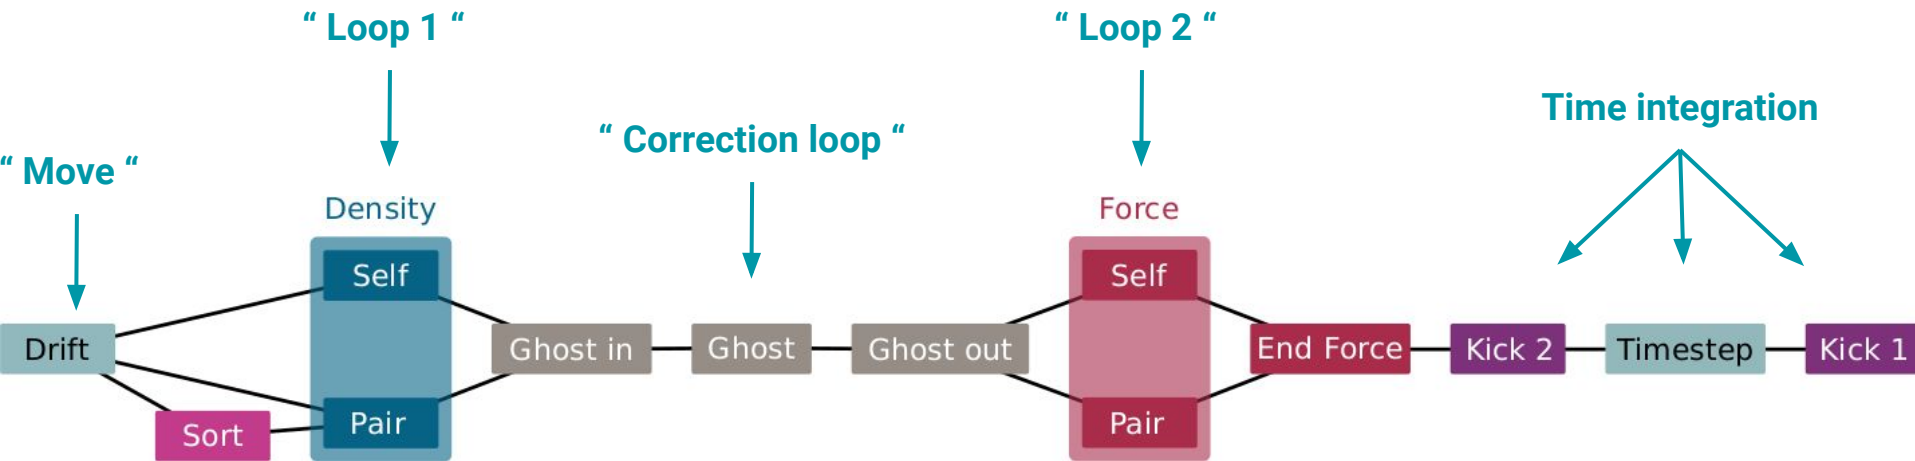 “ Loop 1 “
“ Loop 2 “
Time integration
“ Correction loop “
“ Move “
Density
Force
Self
Self
Drift
Ghost in
Ghost
Ghost out
End Force
Kick 2
Timestep
Kick 1
Sort
Pair
Pair